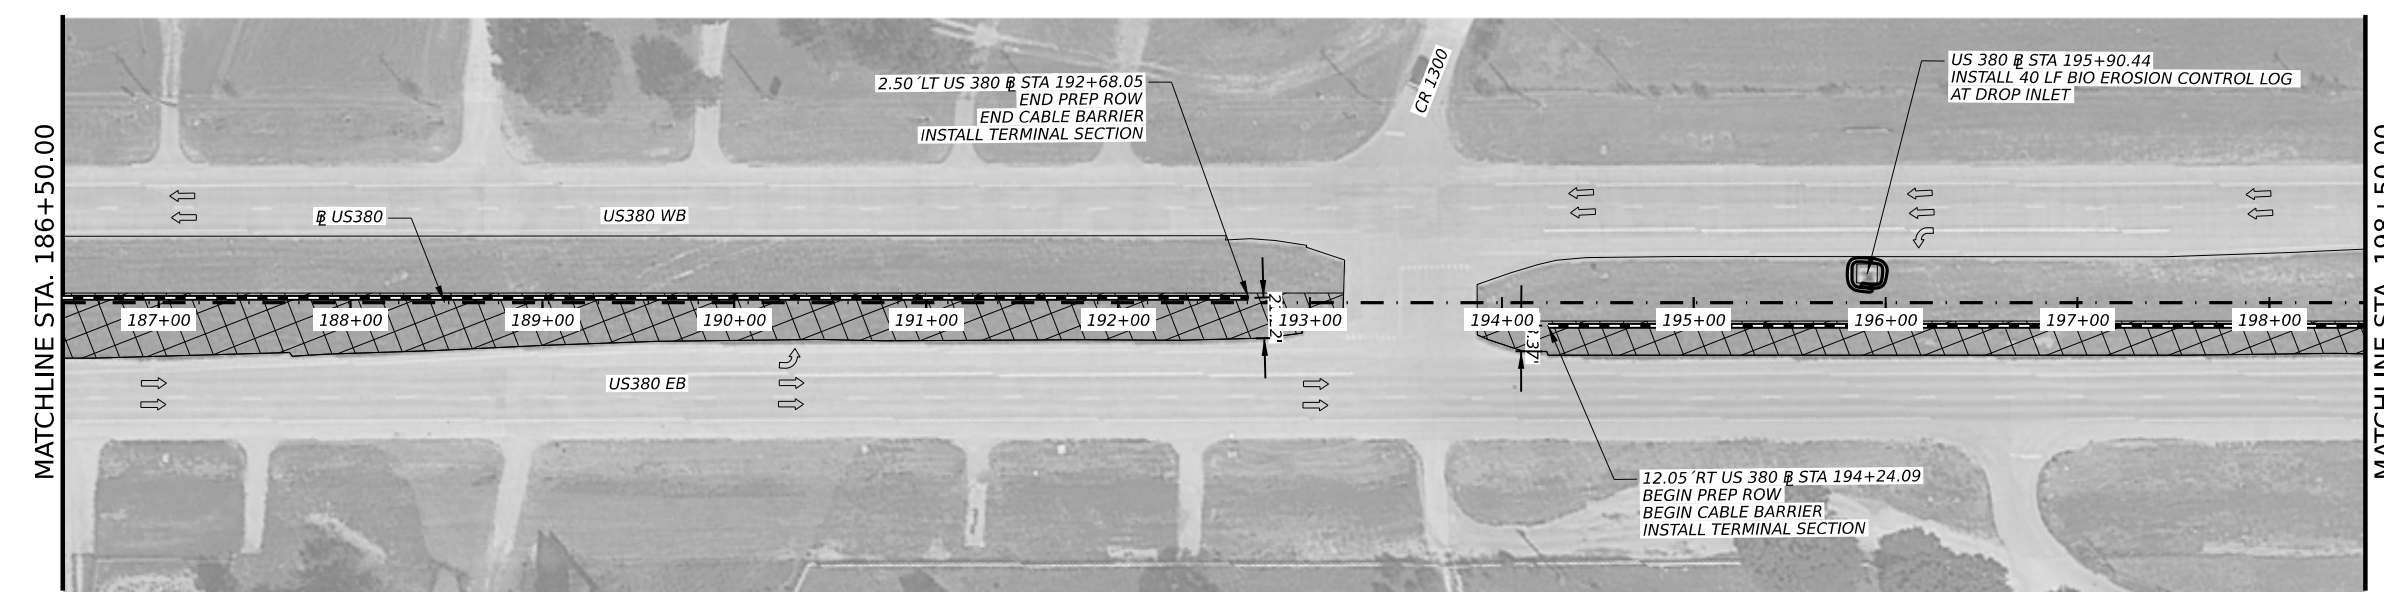 MATCHLINE STA. 186+50.00
2.50´LT US 380 ⅊ STA 192+68.05
END PREP ROW
END CABLE BARRIER
INSTALL TERMINAL SECTION
CR 1300
US 380 ⅊ STA 195+90.44
INSTALL 40 LF BIO EROSION CONTROL LOG
AT DROP INLET
⅊ US380
US380 WB
187+00
188+00
189+00
190+00
191+00
192+00
193+00
194+00
195+00
196+00
197+00
198+00
US380 EB
12.05´RT US 380 ⅊ STA 194+24.09
BEGIN PREP ROW
BEGIN CABLE BARRIER
INSTALL TERMINAL SECTION